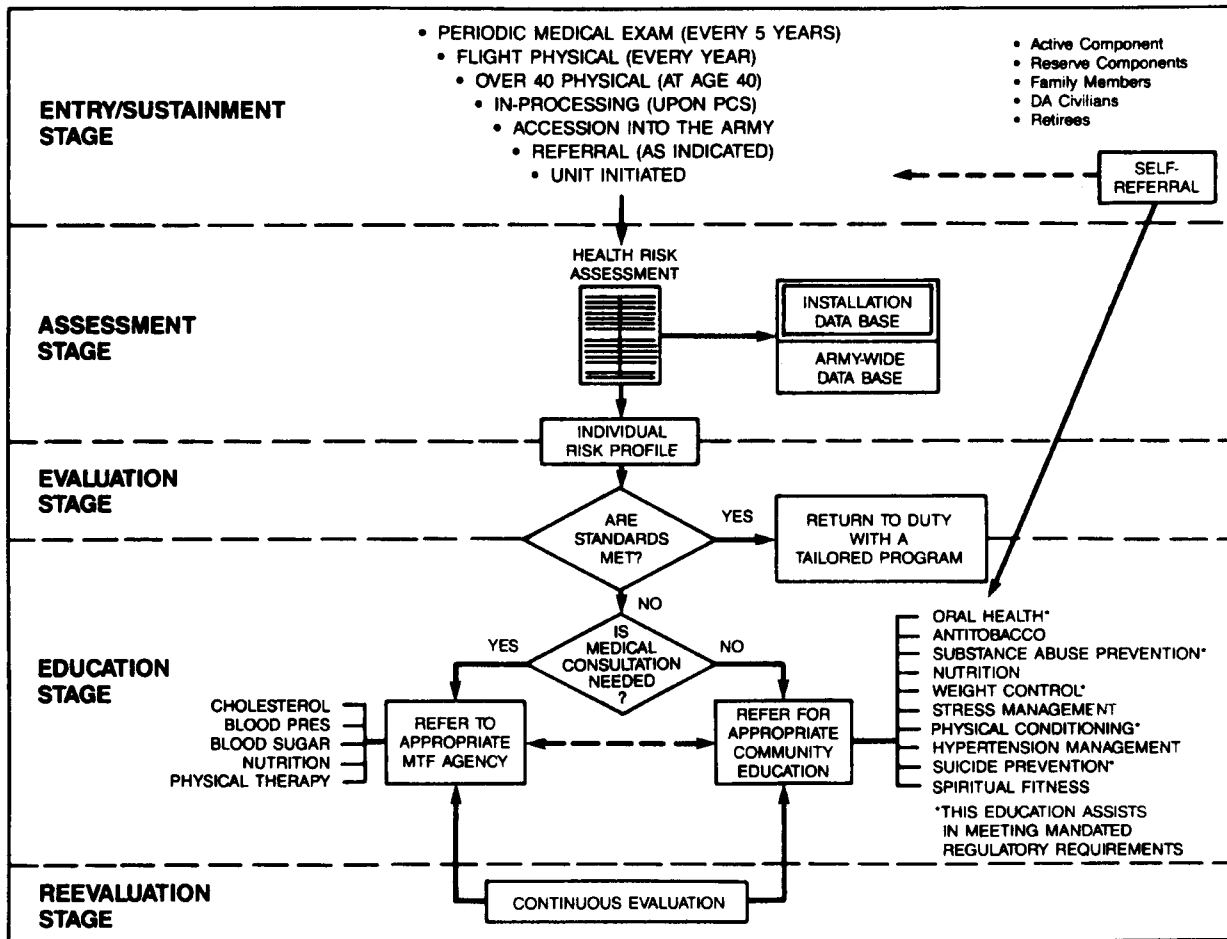 • PERIODIC MEDICAL EXAM (EVERY 5 YEARS)
• FLIGHT PHYSICAL (EVERY YEAR)
• OVER 40 PHYSICAL (AT AGE 40)
• IN-PROCESSING (UPON PCS)
• ACCESSION INTO THE ARMY
• REFERRAL (AS INDICATED)
• UNIT INITIATED
• Active Component
• Reserve Components
• Family Members
• DA Civilians
• Retirees
ENTRY/SUSTAINMENT
STAGE
SELF-
REFERRAL
HEALTH RISK
ASSESSMENT
ASSESSMENT
STAGE
INSTALLATION
DATA BASE
ARMY-WIDE
DATA BASE
INDIVIDUAL
RISK PROFILE
EVALUATION
STAGE
ARE
STANDARDS
MET?
YES
RETURN TO DUTY
WITH A
TAILORED PROGRAM
NO
EDUCATION
STAGE
YES
IS
MEDICAL
CONSULTATION
NEEDED
?
NO
CHOLESTEROL
BLOOD PRES
BLOOD SUGAR
NUTRITION
PHYSICAL THERAPY
REFER TO
APPROPRIATE
MTF AGENCY
REFER FOR
APPROPRIATE
COMMUNITY
EDUCATION
ORAL HEALTH*
ANTITOBACCO
SUBSTANCE ABUSE PREVENTION*
NUTRITION
WEIGHT CONTROL*
STRESS MANAGEMENT
PHYSICAL CONDITIONING*
HYPERTENSION MANAGEMENT
SUICIDE PREVENTION*
SPIRITUAL FITNESS
*THIS EDUCATION ASSISTS
IN MEETING MANDATED
REGULATORY REQUIREMENTS
REEVALUATION
STAGE
CONTINUOUS EVALUATION